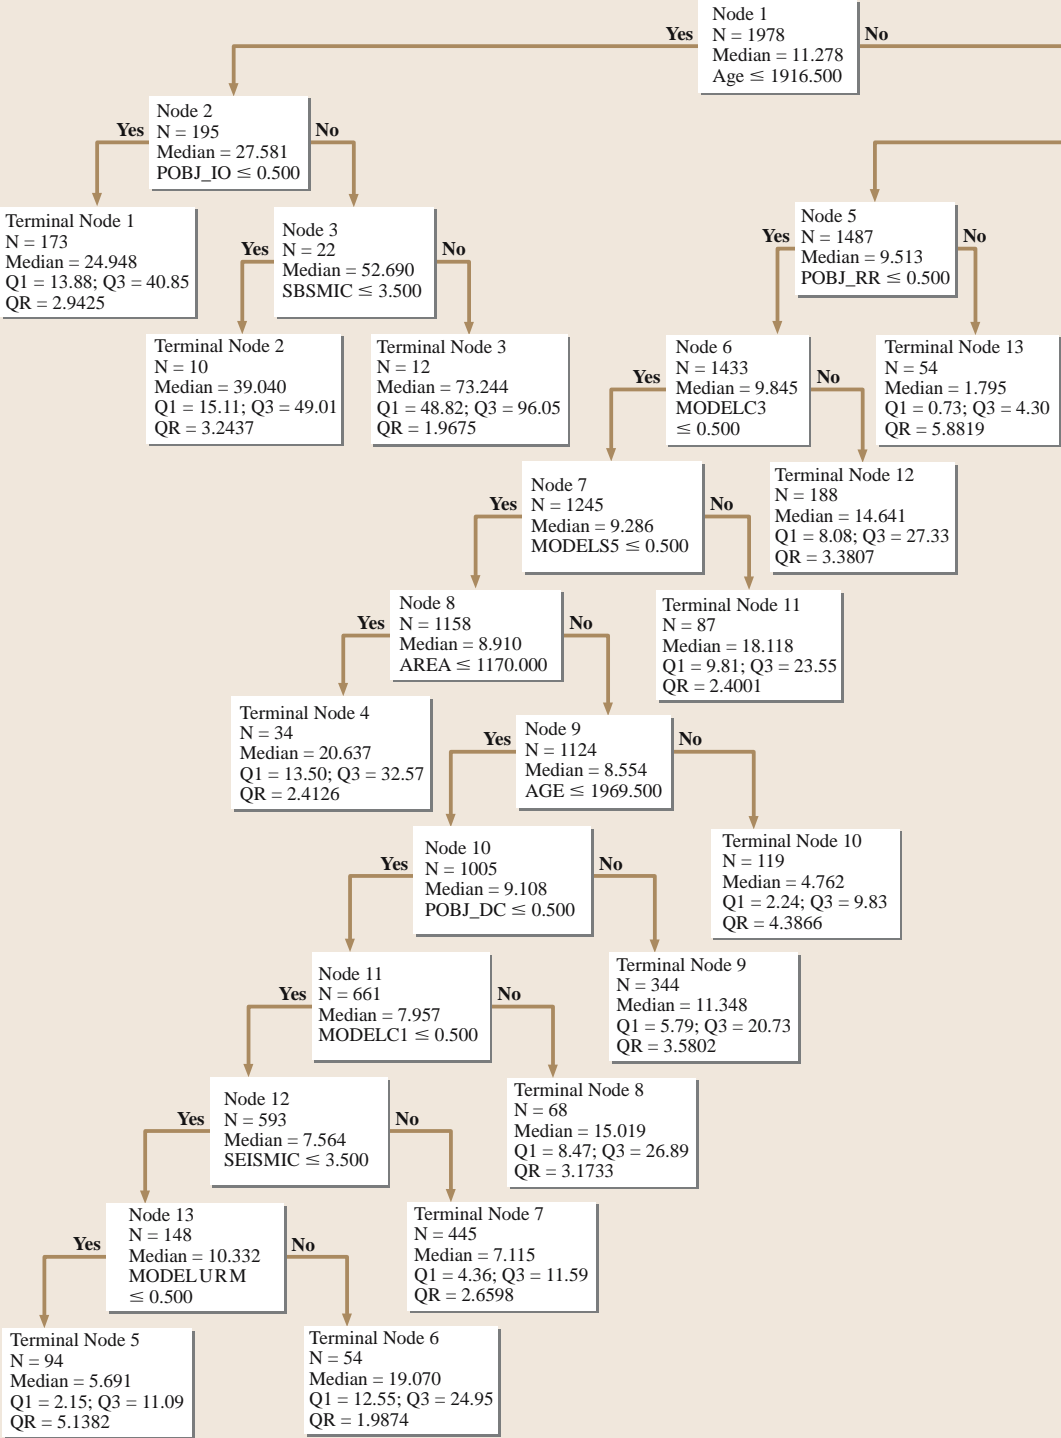 Node 1
N = 1978
Median = 11.278
Age ≤ 1916.500
Yes
No
Node 2
N = 195
Median = 27.581
POBJ_IO ≤ 0.500
Yes
No
Terminal Node 1
N = 173
Median = 24.948
Q1 = 13.88; Q3 = 40.85
QR = 2.9425
Node 3
N = 22
Median = 52.690
SBSMIC ≤ 3.500
Yes
No
Terminal Node 2
N = 10
Median = 39.040
Q1 = 15.11; Q3 = 49.01
QR = 3.2437
Terminal Node 3
N = 12
Median = 73.244
Q1 = 48.82; Q3 = 96.05
QR = 1.9675
Node 5
N = 1487
Median = 9.513
POBJ_RR ≤ 0.500
Yes
No
Node 6
N = 1433
Median = 9.845
MODELC3
≤ 0.500
Yes
No
Terminal Node 13
N = 54
Median = 1.795
Q1 = 0.73; Q3 = 4.30
QR = 5.8819
Node 7
N = 1245
Median = 9.286
MODELS5 ≤ 0.500
Yes
No
Terminal Node 12
N = 188
Median = 14.641
Q1 = 8.08; Q3 = 27.33
QR = 3.3807
Node 8
N = 1158
Median = 8.910
AREA ≤ 1170.000
Yes
No
Terminal Node 11
N = 87
Median = 18.118
Q1 = 9.81; Q3 = 23.55
QR = 2.4001
Terminal Node 4
N = 34
Median = 20.637
Q1 = 13.50; Q3 = 32.57
QR = 2.4126
Node 9
N = 1124
Median = 8.554
AGE ≤ 1969.500
Yes
No
Node 10
N = 1005
Median = 9.108
POBJ_DC ≤ 0.500
Yes
No
Terminal Node 10
N = 119
Median = 4.762
Q1 = 2.24; Q3 = 9.83
QR = 4.3866
Node 11
N = 661
Median = 7.957
MODELC1 ≤ 0.500
Yes
No
Terminal Node 9
N = 344
Median = 11.348
Q1 = 5.79; Q3 = 20.73
QR = 3.5802
Node 12
N = 593
Median = 7.564
SEISMIC ≤ 3.500
Yes
No
Terminal Node 8
N = 68
Median = 15.019
Q1 = 8.47; Q3 = 26.89
QR = 3.1733
Node 13
N = 148
Median = 10.332
MODELURM
≤ 0.500
Yes
No
Terminal Node 7
N = 445
Median = 7.115
Q1 = 4.36; Q3 = 11.59
QR = 2.6598
Terminal Node 5
N = 94
Median = 5.691
Q1 = 2.15; Q3 = 11.09
QR = 5.1382
Terminal Node 6
N = 54
Median = 19.070
Q1 = 12.55; Q3 = 24.95
QR = 1.9874